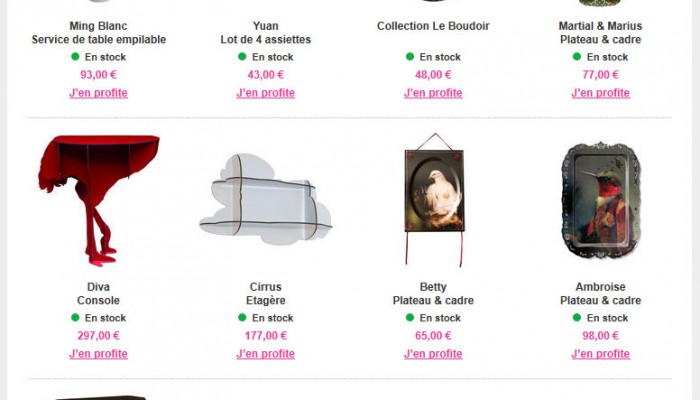 Ming Blanc
Service de table empilable
En stock
93,00 €
J'en profite
Yuan
Lot de 4 assiettes
En stock
43,00 €
J'en profite
Collection Le Boudoir
En stock
48,00 €
J'en profite
Martial & Marius
Plateau & cadre
En stock
77,00 €
J'en profite
Diva
Console
En stock
297,00 €
J'en profite
Cirrus
Etagère
En stock
177,00 €
J'en profite
Betty
Plateau & cadre
En stock
65,00 €
J'en profite
Ambroise
Plateau & cadre
En stock
98,00 €
J'en profite